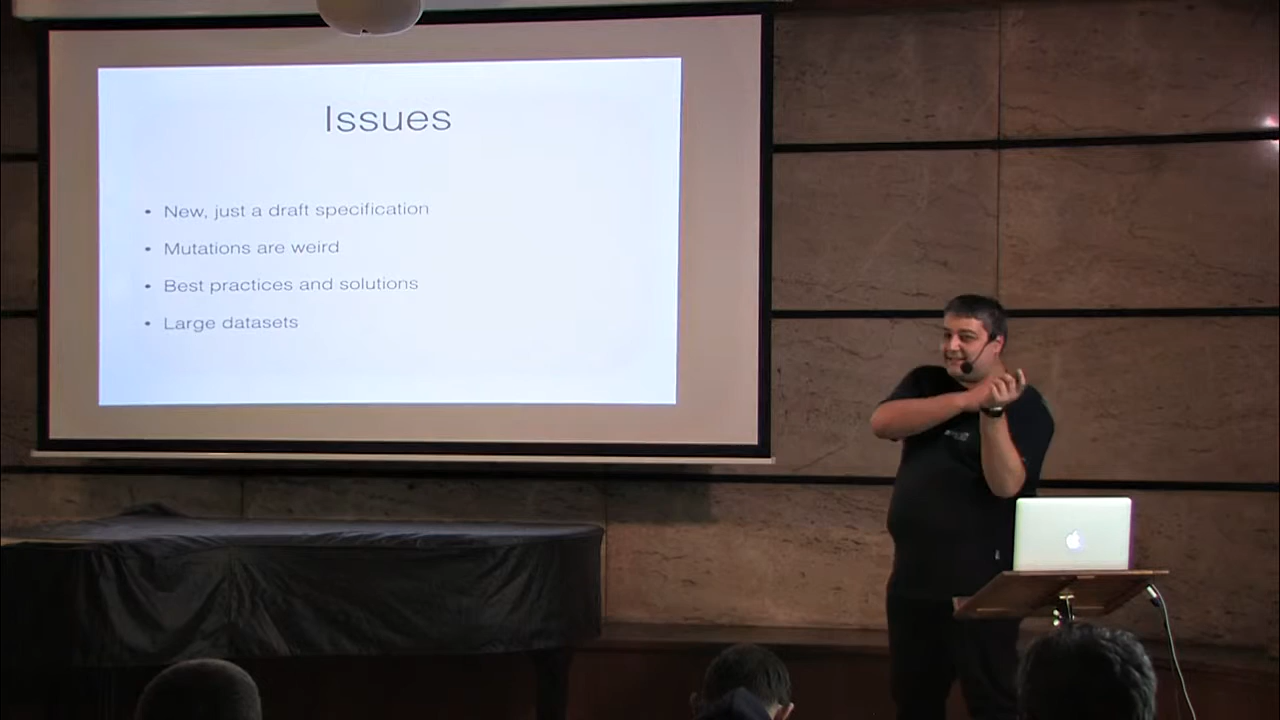 Issues
• New, just a draft specification
• Mutations are weird
• Best practices and solutions
• Large datasets